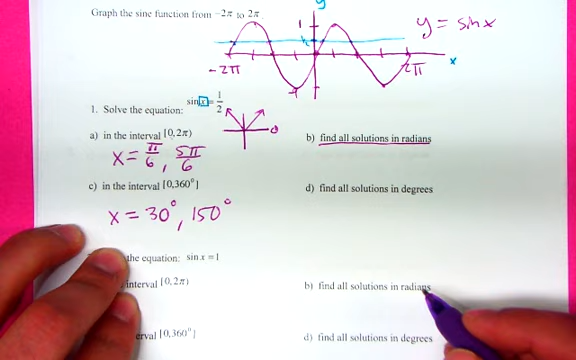 y
Graph the sine function from −2π to 2π
1
y = sin x
½
-2π
2π
x
1. Solve the equation: sin x = 1/2
a) in the interval [0,2π)
b) find all solutions in radians
x = π/6, 5π/6
c) in the interval [0,360°]
d) find all solutions in degrees
x = 30°, 150°
the equation: sin x = 1
interval [0,2π)
b) find all solutions in radians
erval [0,360°]
d) find all solutions in degrees